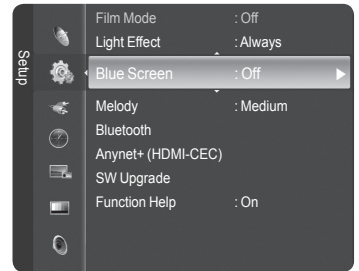 Setup
Film Mode : Off
Light Effect : Always
Blue Screen : Off
Melody : Medium
Bluetooth
Anynet+ (HDMI-CEC)
SW Upgrade
Function Help : On